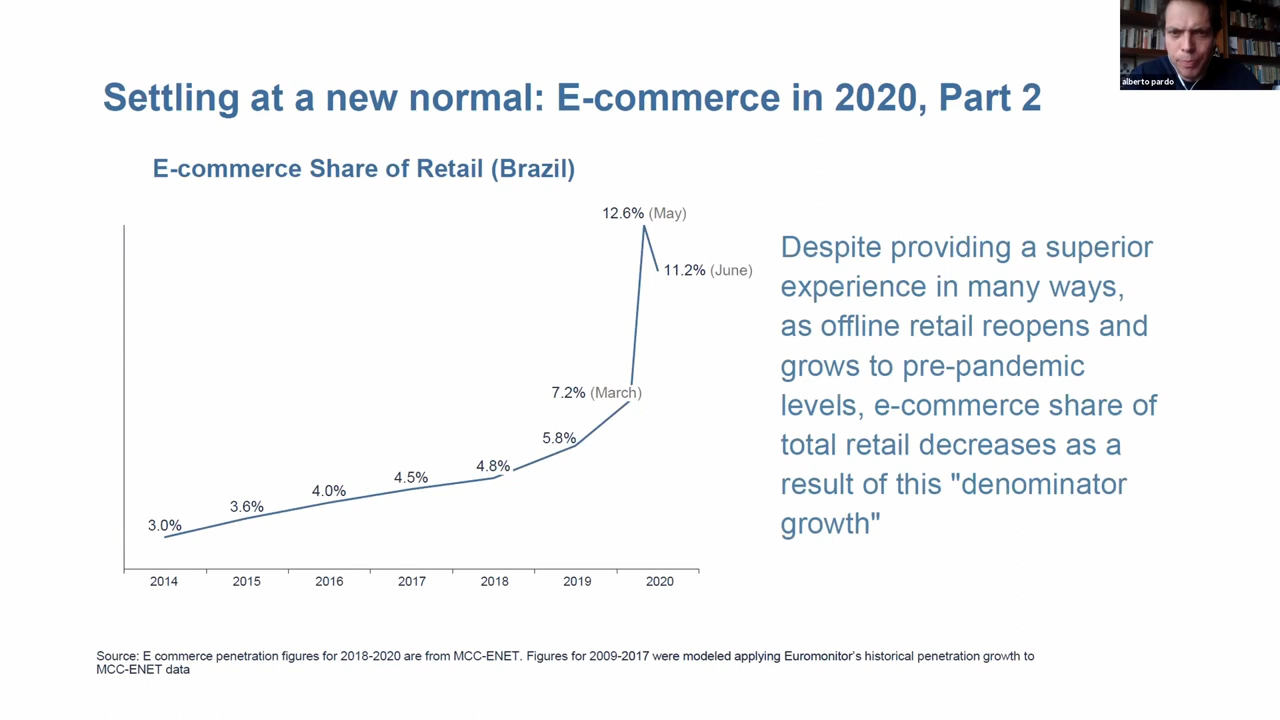 alberto pardo
Settling at a new normal: E-commerce in 2020, Part 2
E-commerce Share of Retail (Brazil)
12.6% (May)
11.2% (June)
7.2% (March)
5.8%
4.8%
4.5%
4.0%
3.6%
3.0%
2014 2015 2016 2017 2018 2019 2020
Despite providing a superior
experience in many ways,
as offline retail reopens and
grows to pre-pandemic
levels, e-commerce share of
total retail decreases as a
result of this "denominator
growth"
Source: E commerce penetration figures for 2018-2020 are from MCC-ENET. Figures for 2009-2017 were modeled applying Euromonitor's historical penetration growth to
MCC-ENET data